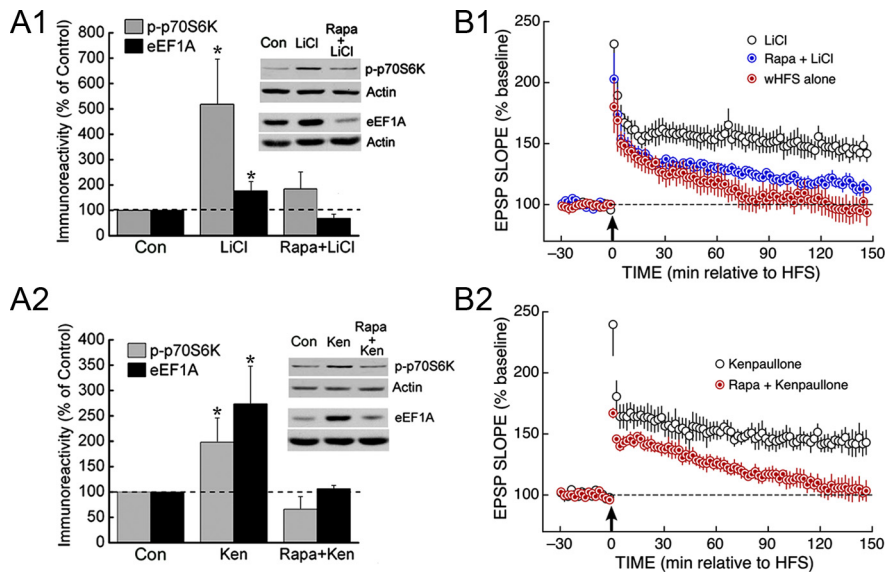 A1
Immunoreactivity (% of Control)
800
700
600
500
400
300
200
100
0
p-p70S6K
eEF1A
*
*
Con LiCl Rapa
+
LiCl
p-p70S6K
Actin
eEF1A
Actin
Con LiCl Rapa+LiCl
B1
EPSP SLOPE (% baseline)
250
200
150
100
LiCl
Rapa + LiCl
wHFS alone
−30 0 30 60 90 120 150
TIME (min relative to HFS)
A2
Immunoreactivity (% of Control)
400
350
300
250
200
150
100
50
0
p-p70S6K
eEF1A
*
*
Con Ken Rapa
+
Ken
p-p70S6K
Actin
eEF1A
Con Ken Rapa+Ken
B2
EPSP SLOPE (% baseline)
250
200
150
100
Kenpaullone
Rapa + Kenpaullone
−30 0 30 60 90 120 150
TIME (min relative to HFS)